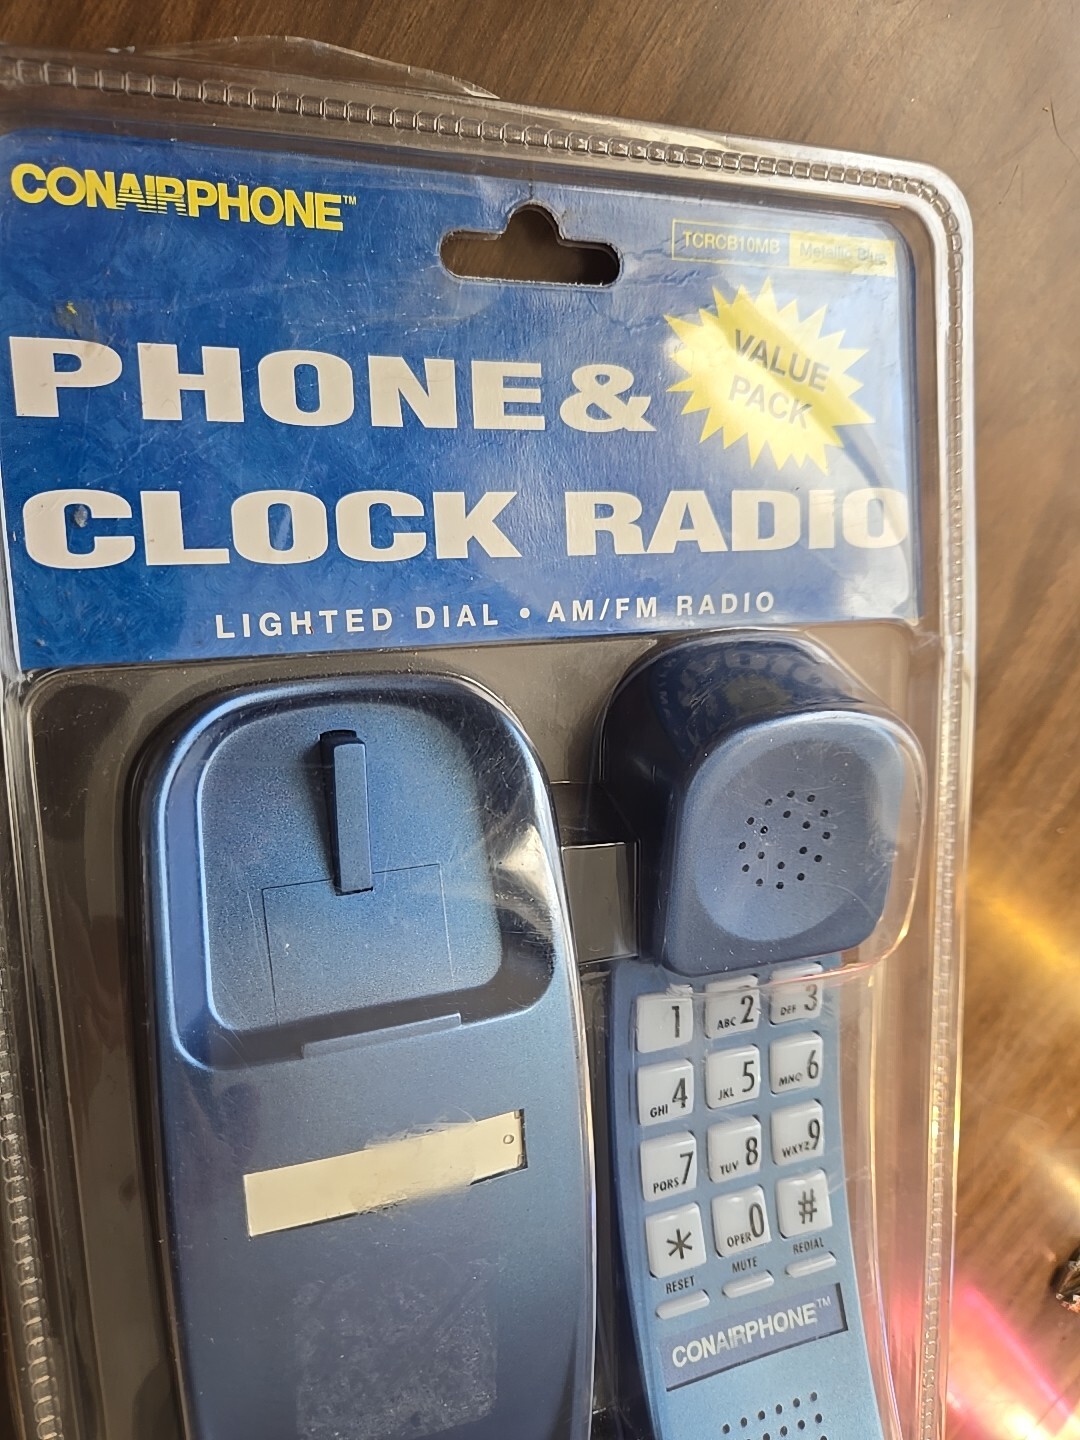 CONAIRPHONE™
TCRCB10MB Metallic Blue
VALUE
PACK
PHONE &
CLOCK RADIO
LIGHTED DIAL • AM/FM RADIO
1 ABC 2 DEF 3
GHI 4 JKL 5 MNO 6
PQRS 7 TUV 8 WXYZ 9
* OPER 0 #
RESET MUTE REDIAL
CONAIRPHONE™